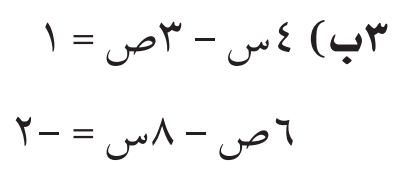 ٣ب) ٤س − ٣ص = ١
٦ص − ٨س = −٢